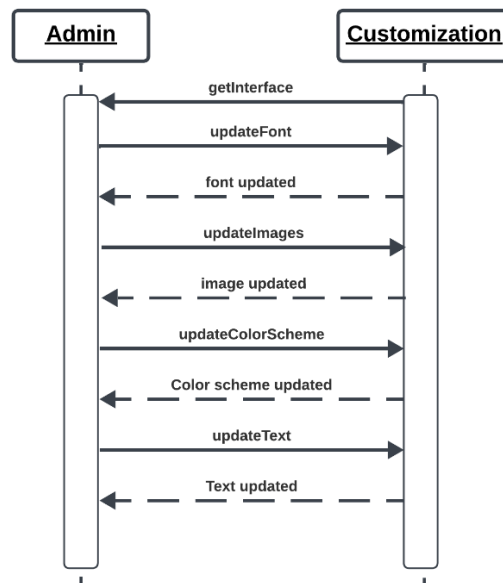 Admin
Customization
getInterface
updateFont
font updated
updateImages
image updated
updateColorScheme
Color scheme updated
updateText
Text updated